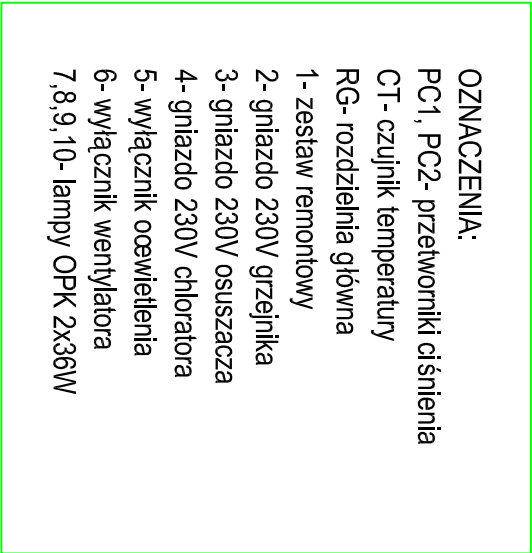 OZNACZENIA:
PC1, PC2- przetworniki ciśnienia
CT- czujnik temperatury
RG- rozdzielnia główna
1- zestaw remontowy
2- gniazdo 230V grzejnika
3- gniazdo 230V osuszacza
4- gniazdo 230V chloratora
5- wyłącznik oœwietlenia
6- wyłącznik wentylatora
7,8,9,10- lampy OPK 2x36W